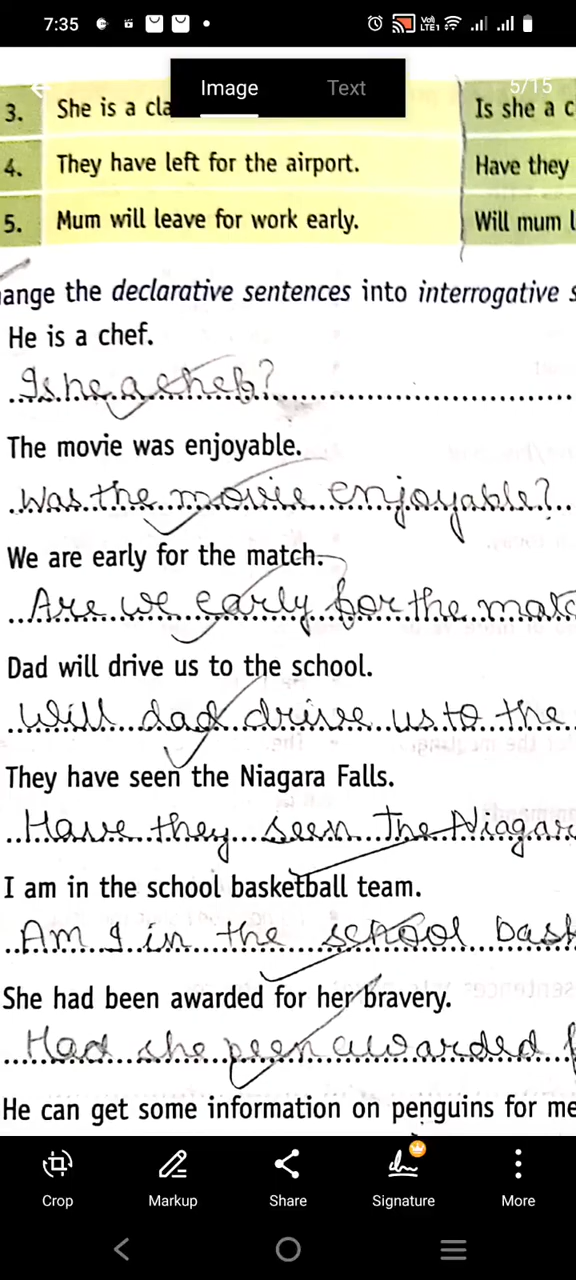 7:35
Vo)
LTE1
Image Text 5/15
3. She is a cla Is she a c
4. They have left for the airport. Have they
5. Mum will leave for work early. Will mum l
ange the declarative sentences into interrogative s
He is a chef.
Is he a chef?
The movie was enjoyable.
Was the movie enjoyable?
We are early for the match.
Are we early for the matc
Dad will drive us to the school.
Will dad drive us to the
They have seen the Niagara Falls.
Have they seen the Niagar
I am in the school basketball team.
Am I in the school bask
She had been awarded for her bravery.
Had she been awarded f
He can get some information on penguins for me
Crop Markup Share Signature More